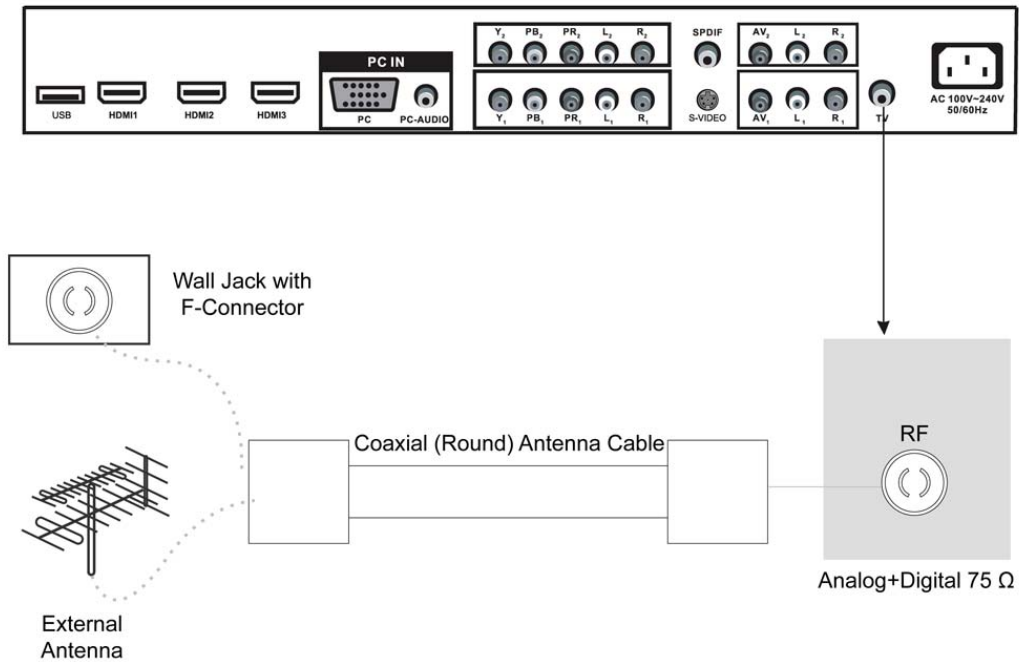 Y2 PB2 PR2 L2 R2
SPDIF
AV2 L2 R2
PC IN
USB
HDMI1
HDMI2
HDMI3
PC
PC-AUDIO
Y1 PB1 PR1 L1 R1
S-VIDEO
AV1 L1 R1
TV
AC 100V~240V
50/60Hz
Wall Jack with
F-Connector
Coaxial (Round) Antenna Cable
RF
Analog+Digital 75 Ω
External
Antenna